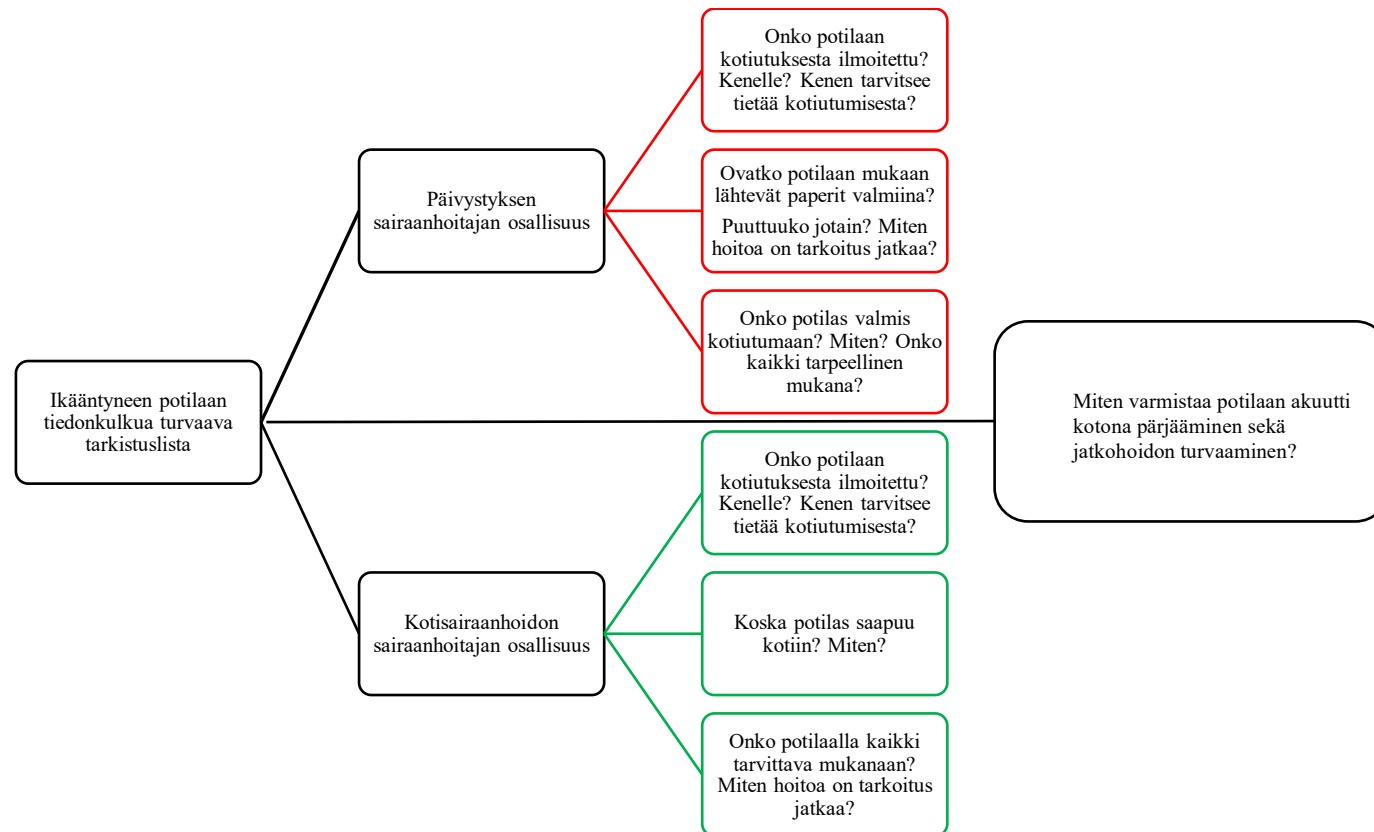 Ikääntyneen potilaan
tiedonkulkua turvaava
tarkistuslista
Päivystyksen
sairaanhoitajan osallisuus
Onko potilaan
kotiutuksesta ilmoitettu?
Kenelle? Kenen tarvitsee
tietää kotiutumisesta?
Ovatko potilaan mukaan
lähtevät paperit valmiina?
Puuttuuko jotain? Miten
hoitoa on tarkoitus jatkaa?
Onko potilas valmis
kotiutumaan? Miten? Onko
kaikki tarpeellinen
mukana?
Miten varmistaa potilaan akuutti
kotona pärjääminen sekä
jatkohoidon turvaaminen?
Kotisairaanhoidon
sairaanhoitajan osallisuus
Onko potilaan
kotiutuksesta ilmoitettu?
Kenelle? Kenen tarvitsee
tietää kotiutumisesta?
Koska potilas saapuu
kotiin? Miten?
Onko potilaalla kaikki
tarvittava mukanaan?
Miten hoitoa on tarkoitus
jatkaa?